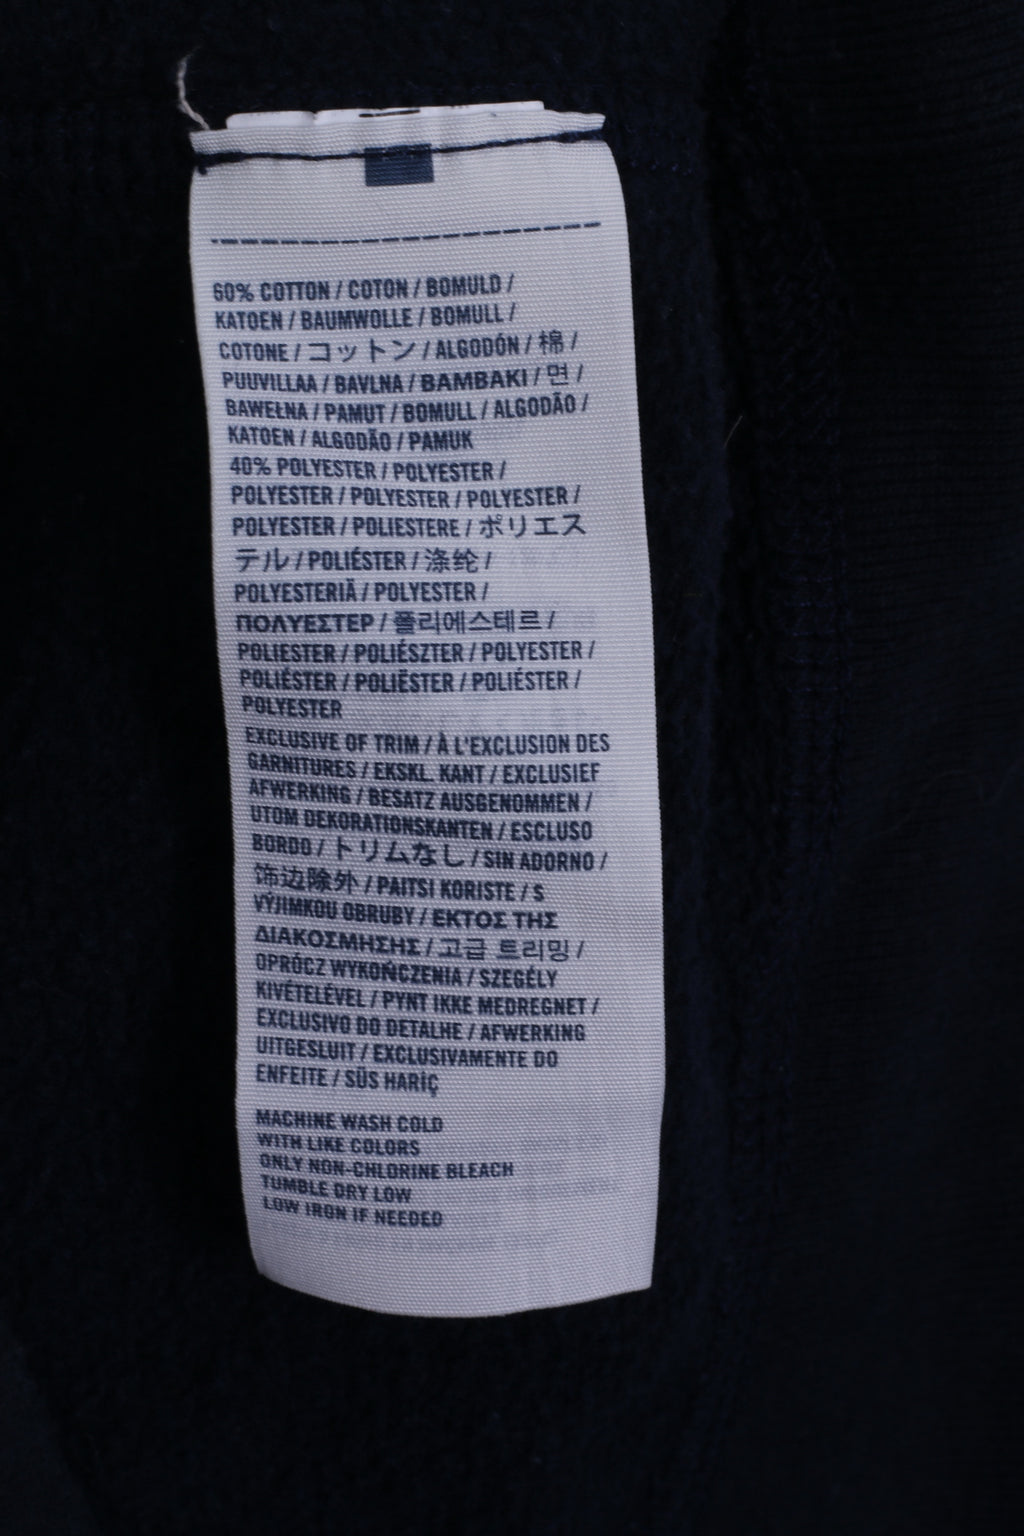 60% COTTON / COTON / BOMULD /
KATOEN / BAUMWOLLE / BOMULL /
COTONE / コットン / ALGODÓN / 棉 /
PUUVILLAA / BAVLNA / BAMBAKI / 면 /
BAWEŁNA / PAMUT / BOMULL / ALGODÃO /
KATOEN / ALGODÃO / PAMUK
40% POLYESTER / POLYESTER /
POLYESTER / POLYESTER / POLYESTER /
POLYESTER / POLIESTERE / ポリエス
テル / POLIÉSTER / 涤纶 /
POLYESTERIÄ / POLYESTER /
ΠΟΛΥΕΣΤΕΡ / 폴리에스테르 /
POLIESTER / POLIÉSZTER / POLYESTER /
POLIÉSTER / POLIËSTER / POLIÉSTER /
POLYESTER
EXCLUSIVE OF TRIM / À L'EXCLUSION DES
GARNITURES / EKSKL. KANT / EXCLUSIEF
AFWERKING / BESATZ AUSGENOMMEN /
UTOM DEKORATIONSKANTEN / ESCLUSO
BORDO / トリムなし / SIN ADORNO /
饰边除外 / PAITSI KORISTE / S
VÝJIMKOU OBRUBY / ΕΚΤΟΣ ΤΗΣ
ΔΙΑΚΟΣΜΗΣΗΣ / 고급 트리밍 /
OPRÓCZ WYKOŃCZENIA / SZEGÉLY
KIVÉTELÉVEL / PYNT IKKE MEDREGNET /
EXCLUSIVO DO DETALHE / AFWERKING
UITGESLUIT / EXCLUSIVAMENTE DO
ENFEITE / SÜS HARİÇ
MACHINE WASH COLD
WITH LIKE COLORS
ONLY NON-CHLORINE BLEACH
TUMBLE DRY LOW
LOW IRON IF NEEDED